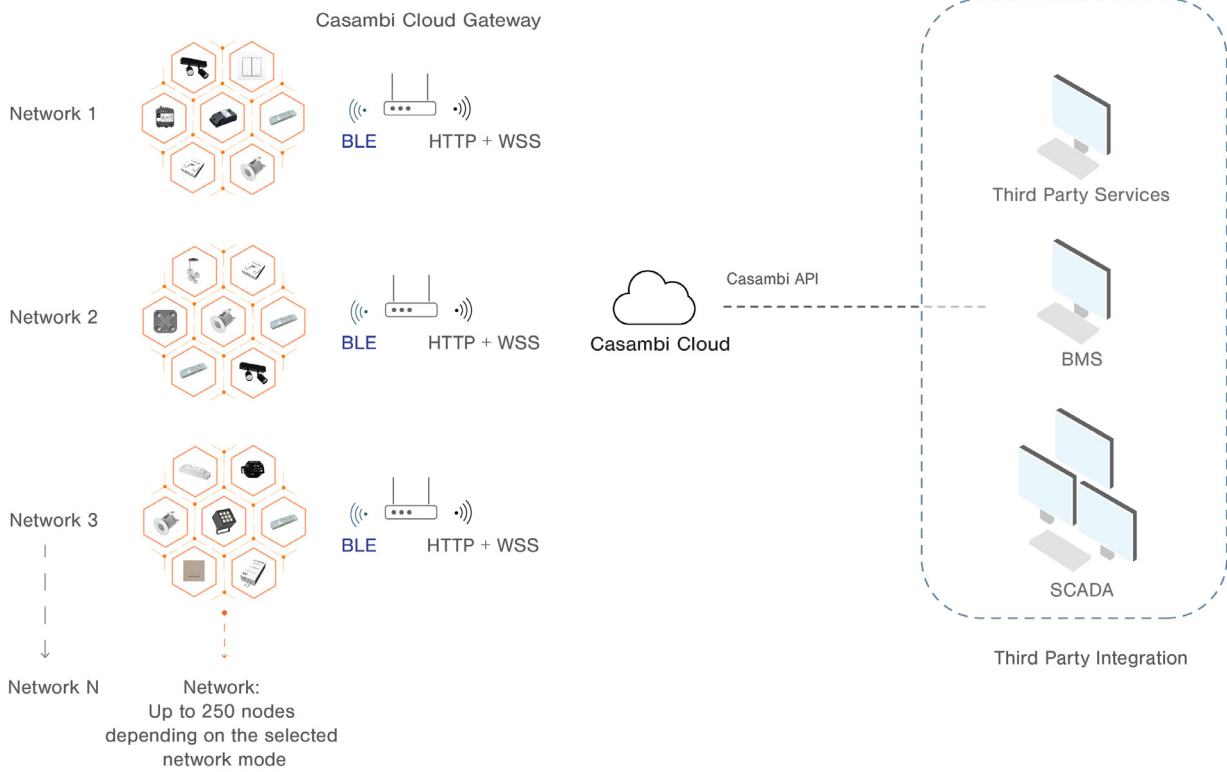 Casambi Cloud Gateway
Network 1
BLE
HTTP + WSS
Third Party Services
Network 2
BLE
HTTP + WSS
Casambi Cloud
Casambi API
BMS
Network 3
BLE
HTTP + WSS
SCADA
Third Party Integration
Network N
Network:
Up to 250 nodes
depending on the selected
network mode